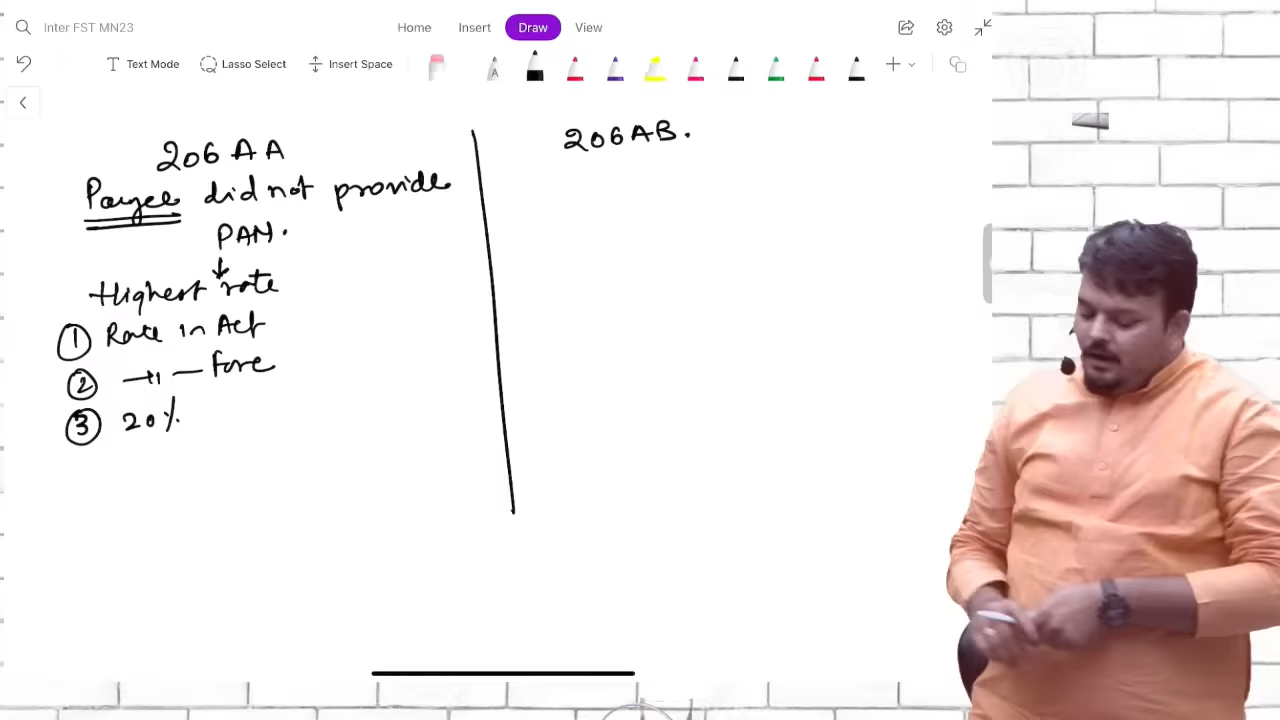 Inter FST MN23
Home Insert Draw View
Text Mode Lasso Select Insert Space
A
206 AA
Payee did not provide
PAN.
Highest rate
① Rate in Act
② —〃— Force
③ 20%
206AB.